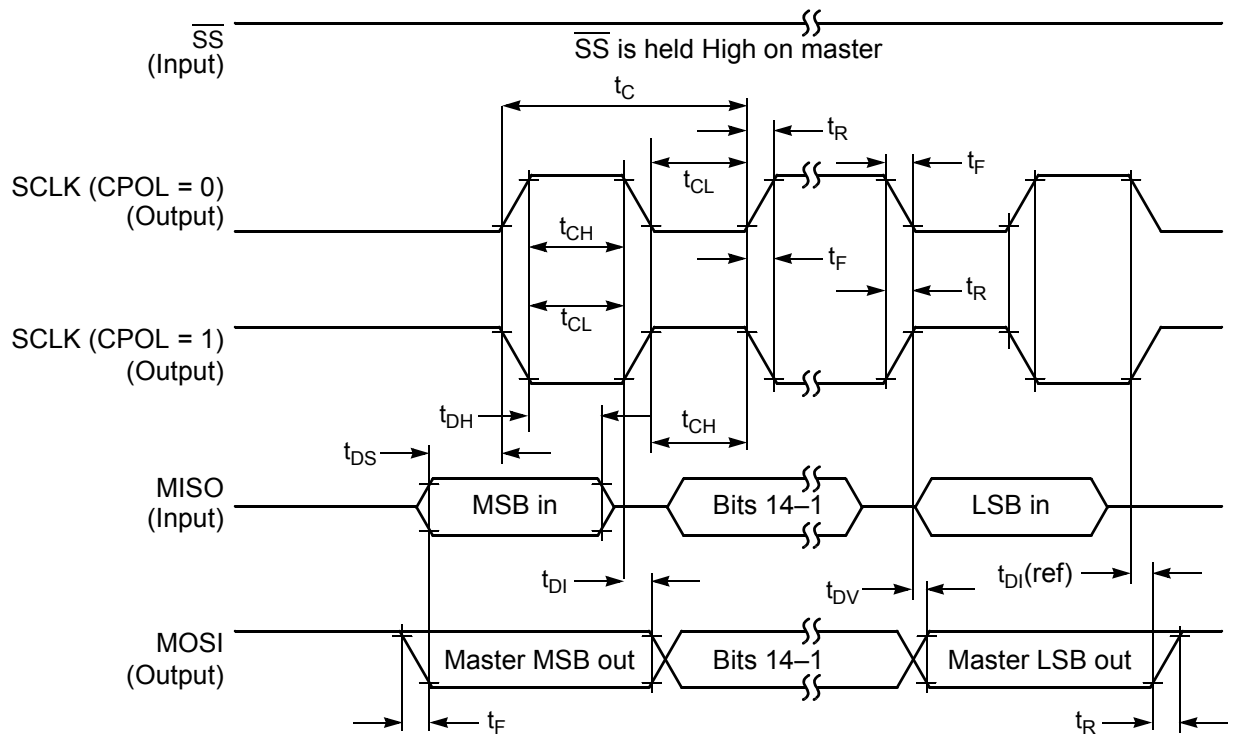 SS
(Input)
SS is held High on master
tC
tR
tF
SCLK (CPOL = 0)
(Output)
tCL
tCH
tF
tR
tCL
SCLK (CPOL = 1)
(Output)
tDH
tCH
tDS
MISO
(Input)
MSB in
Bits 14–1
LSB in
tDI
tDV
tDI(ref)
MOSI
(Output)
Master MSB out
Bits 14–1
Master LSB out
tF
tR